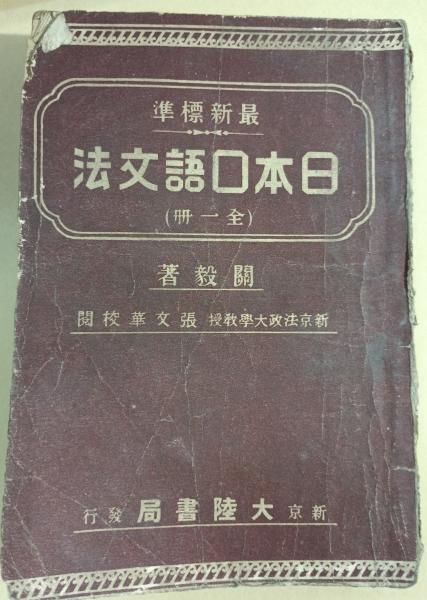 最新標準
日本口語文法
(全一冊)
關毅著
新京法政大學教授 張文華校閱
新京 大陸書局 發行